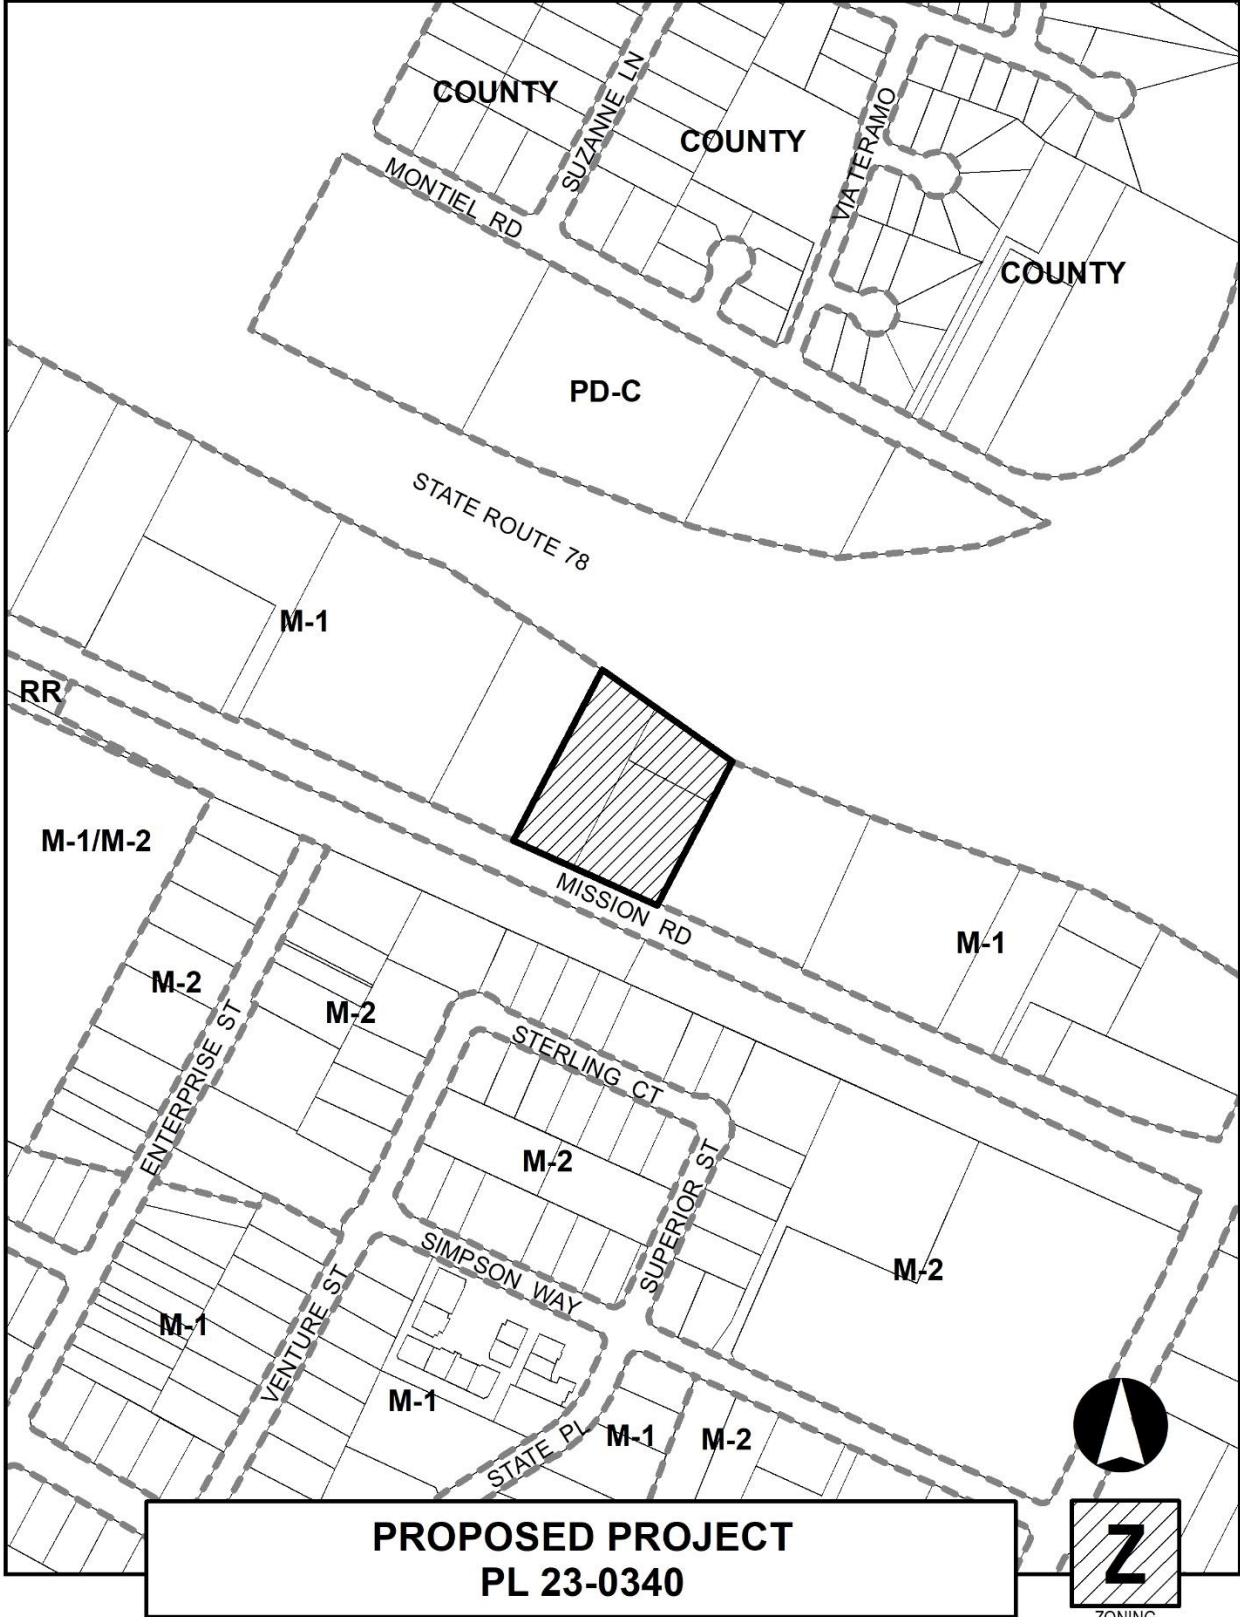 COUNTY
SUZANNE LN
COUNTY
VIA TERAMO
MONTIEL RD
COUNTY
PD-C
STATE ROUTE 78
M-1
RR
M-1/M-2
MISSION RD
M-1
M-2
M-2
ENTERPRISE ST
STERLING CT
M-2
SUPERIOR ST
SIMPSON WAY
M-2
M-1
VENTURE ST
M-1
STATE PL
M-1
M-2
PROPOSED PROJECT
PL 23-0340
Z
ZONING